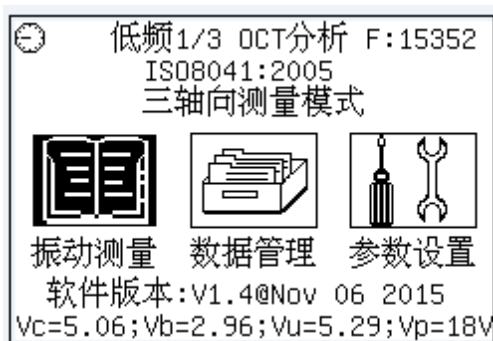 低频1/3 OCT分析 F:15352
ISO8041:2005
三轴向测量模式
振动测量 数据管理 参数设置
软件版本:V1.4@Nov 06 2015
Vc=5.06;Vb=2.96;Vu=5.29;Vp=18V